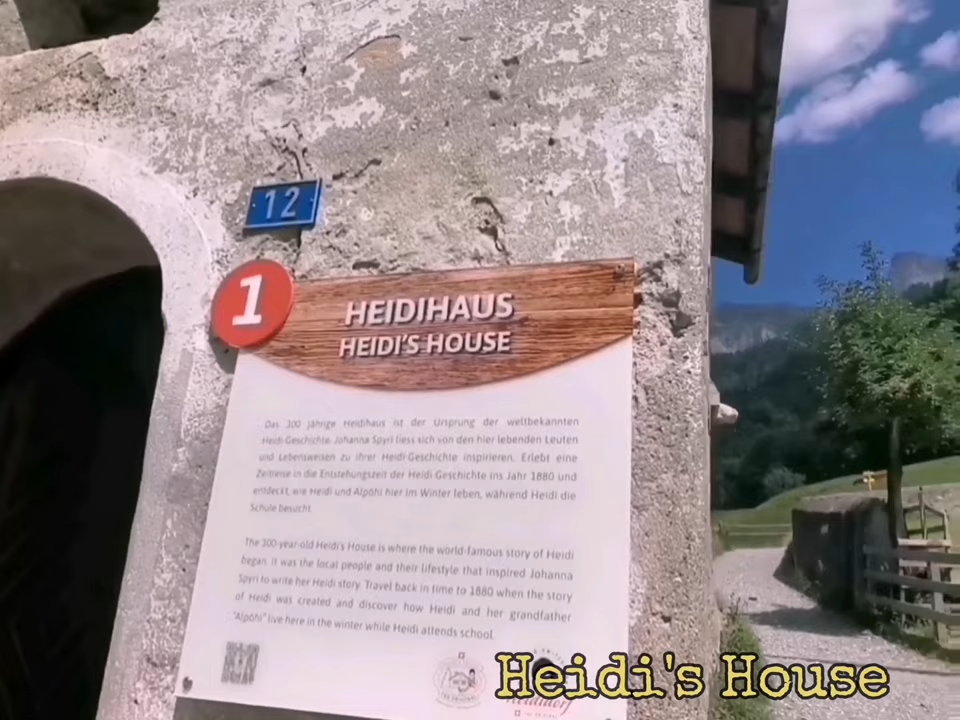 12
1
HEIDIHAUS
HEIDI'S HOUSE
Das 300 jährige Heidihaus ist der Ursprung der weltbekannten
Heidi-Geschichte. Johanna Spyri liess sich von den hier lebenden Leuten
und Lebensweisen zu ihrer Heidi-Geschichte inspirieren. Erlebt eine
Zeitreise in die Entstehungszeit der Heidi Geschichte ins Jahr 1880 und
entdeckt, wie Heidi und Alpöhi hier im Winter leben, während Heidi die
Schule besucht.
The 300-year-old Heidi's House is where the world-famous story of Heidi
began. It was the local people and their lifestyle that inspired Johanna
Spyri to write her Heidi story. Travel back in time to 1880 when the story
of Heidi was created and discover how Heidi and her grandfather
"Alpöhi" live here in the winter while Heidi attends school.
Heidi's House